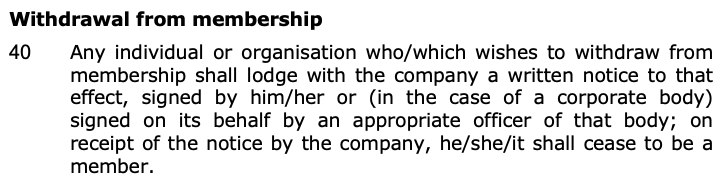 Withdrawal from membership
40 Any individual or organisation who/which wishes to withdraw from
membership shall lodge with the company a written notice to that
effect, signed by him/her or (in the case of a corporate body)
signed on its behalf by an appropriate officer of that body; on
receipt of the notice by the company, he/she/it shall cease to be a
member.